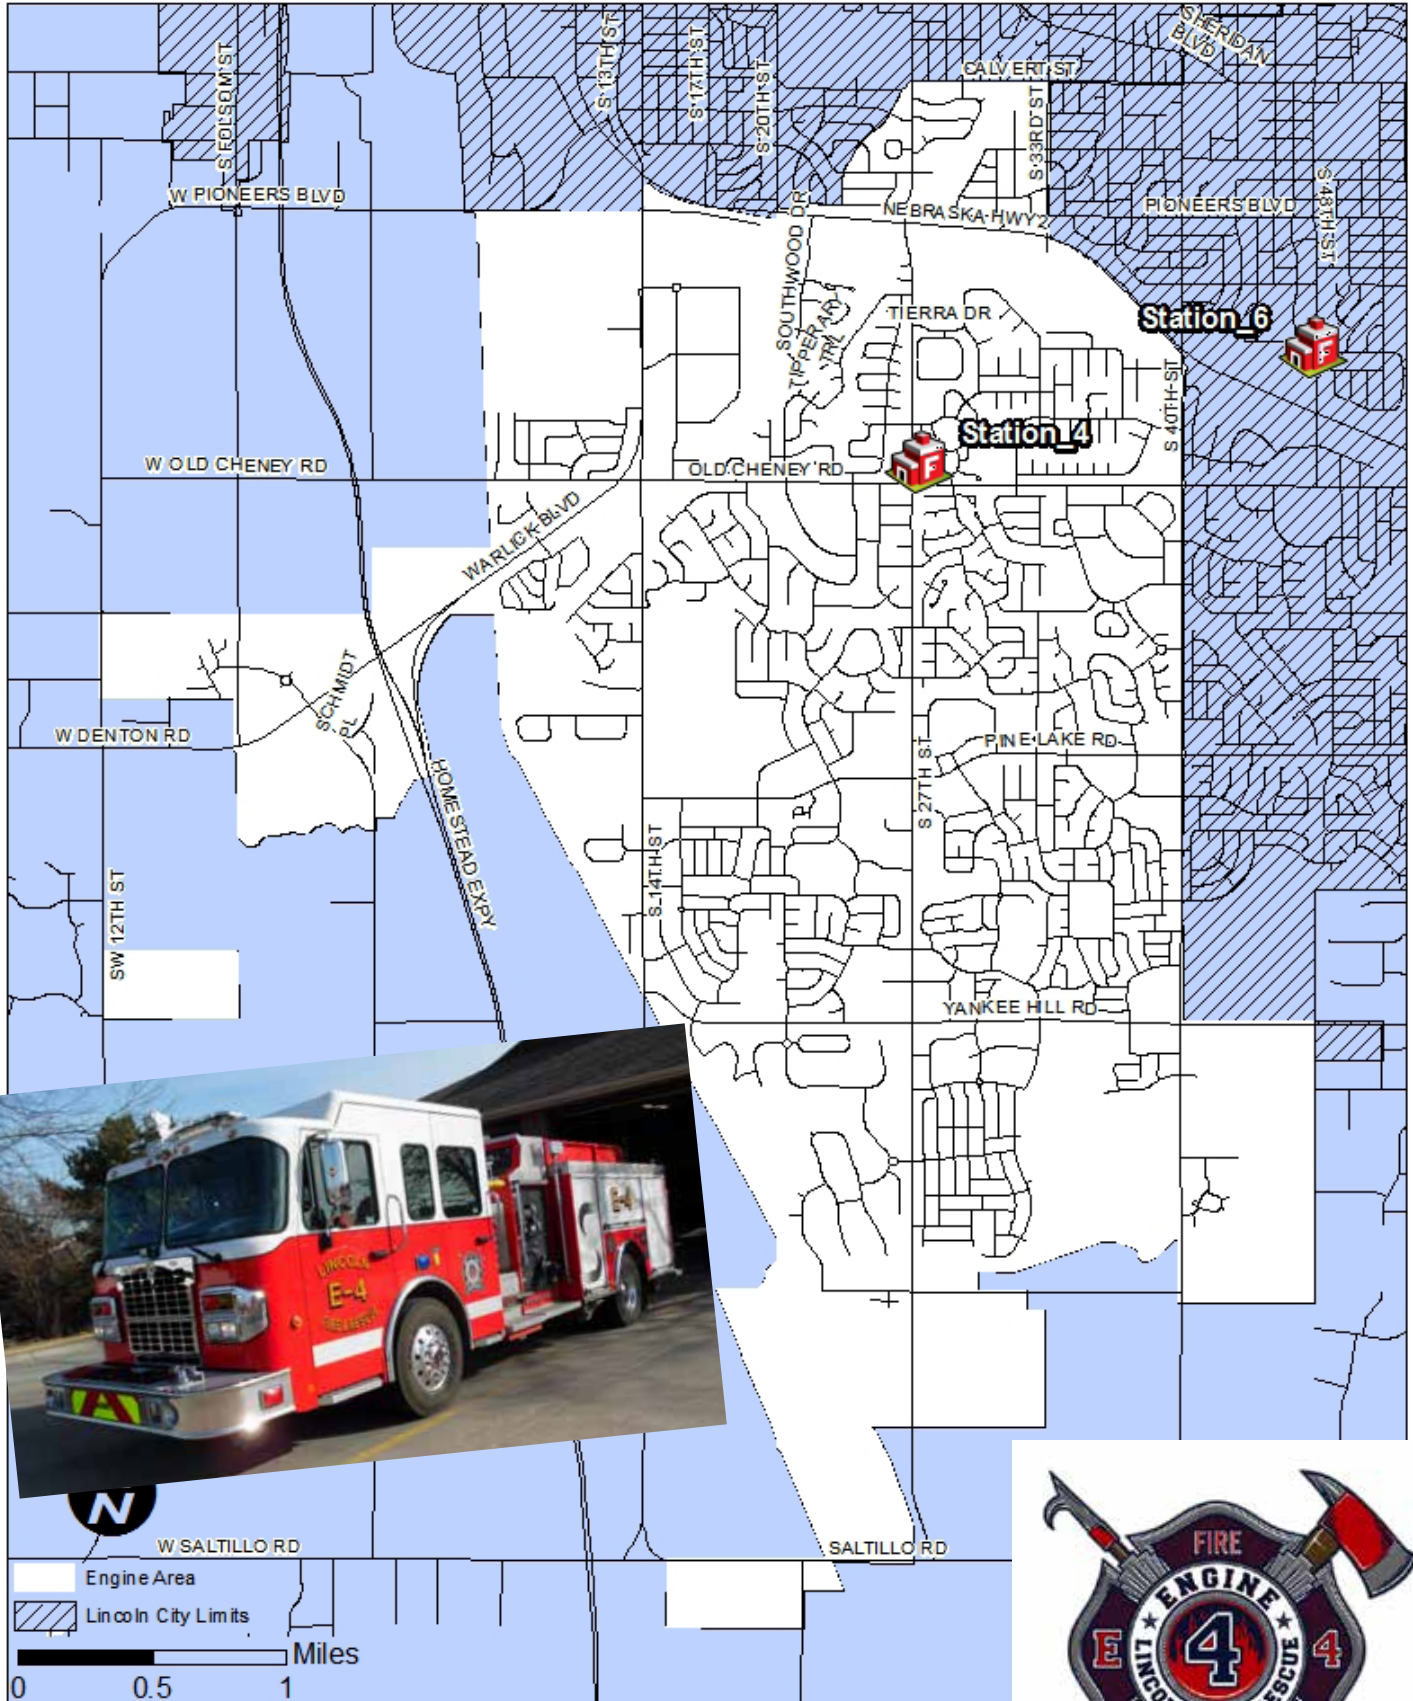 SHERIDAN
BLVD
S 13TH ST
S 17TH ST
S 20TH ST
CALVERT ST
S FOLSOM ST
S 33RD ST
W PIONEERS BLVD
PIONEERS BLVD
S 48TH ST
NEBRASKA HWY 2
SOUTHWOOD DR
TIPPERARY
TRL
TIERRA DR
Station_6
S 40TH ST
Station_4
W OLD CHENEY RD
OLD CHENEY RD
WARLICK BLVD
SCHMIDT
PL
W DENTON RD
PINE LAKE RD
S 27TH ST
HOMESTEAD EXPY
S 14TH ST
SW 12TH ST
YANKEE HILL RD
E-4
LINCOLN
E-4
FIRE & RESCUE
N
W SALTILLO RD
SALTILLO RD
Engine Area
Lincoln City Limits
Miles
0 0.5 1
FIRE
ENGINE
E 4 4